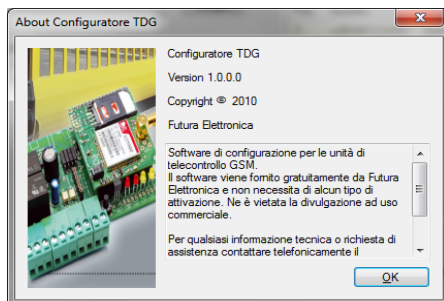 About Configuratore TDG
Configuratore TDG
Version 1.0.0.0
Copyright © 2010
Futura Elettronica
Software di configurazione per le unità di
telecontrollo GSM.
Il software viene fornito gratuitamente da Futura
Elettronica e non necessita di alcun tipo di
attivazione. Ne è vietata la divulgazione ad uso
commerciale.
Per qualsiasi informazione tecnica o richiesta di
assistenza contattare telefonicamente il
OK